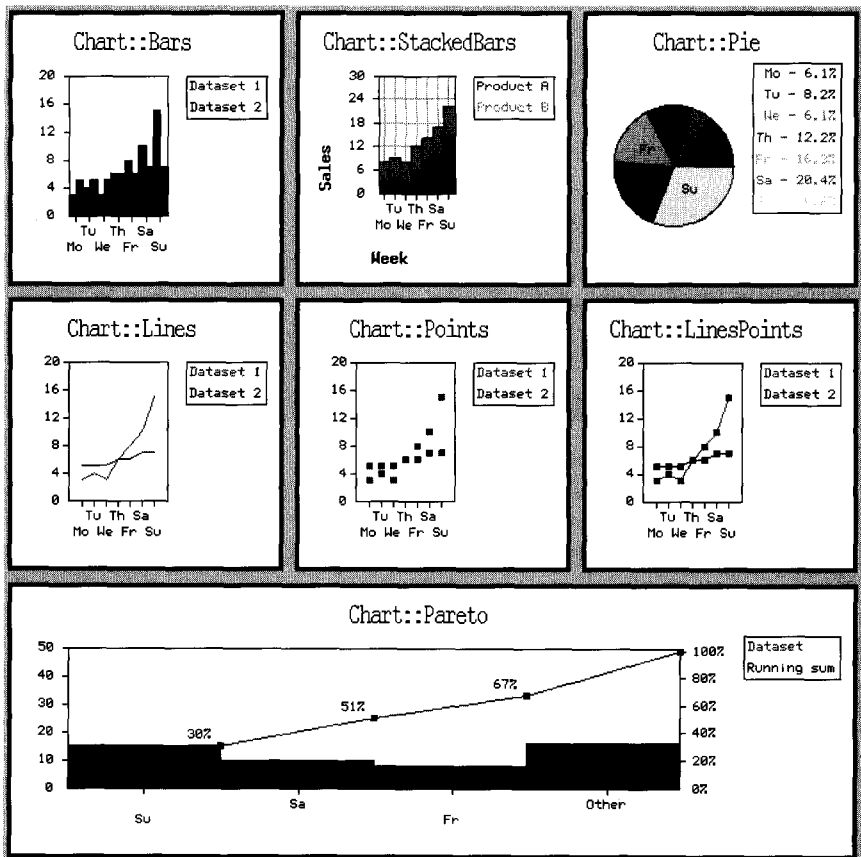 Chart::Bars
20
16
12
8
4
0
Tu Th Sa
Mo We Fr Su
Dataset 1
Dataset 2
Chart::StackedBars
30
24
18
12
6
0
Sales
Tu Th Sa
Mo We Fr Su
Week
Product A
Product B
Chart::Pie
Fr
Su
Mo - 6.1%
Tu - 8.2%
We - 6.1%
Th - 12.2%
Fr - 16.3%
Sa - 20.4%
Chart::Lines
20
16
12
8
4
0
Tu Th Sa
Mo We Fr Su
Dataset 1
Dataset 2
Chart::Points
20
16
12
8
4
0
Tu Th Sa
Mo We Fr Su
Dataset 1
Dataset 2
Chart::LinesPoints
20
16
12
8
4
0
Tu Th Sa
Mo We Fr Su
Dataset 1
Dataset 2
Chart::Pareto
50
40
30
20
10
0
30%
51%
67%
100%
80%
60%
40%
20%
0%
Su
Sa
Fr
Other
Dataset
Running sum